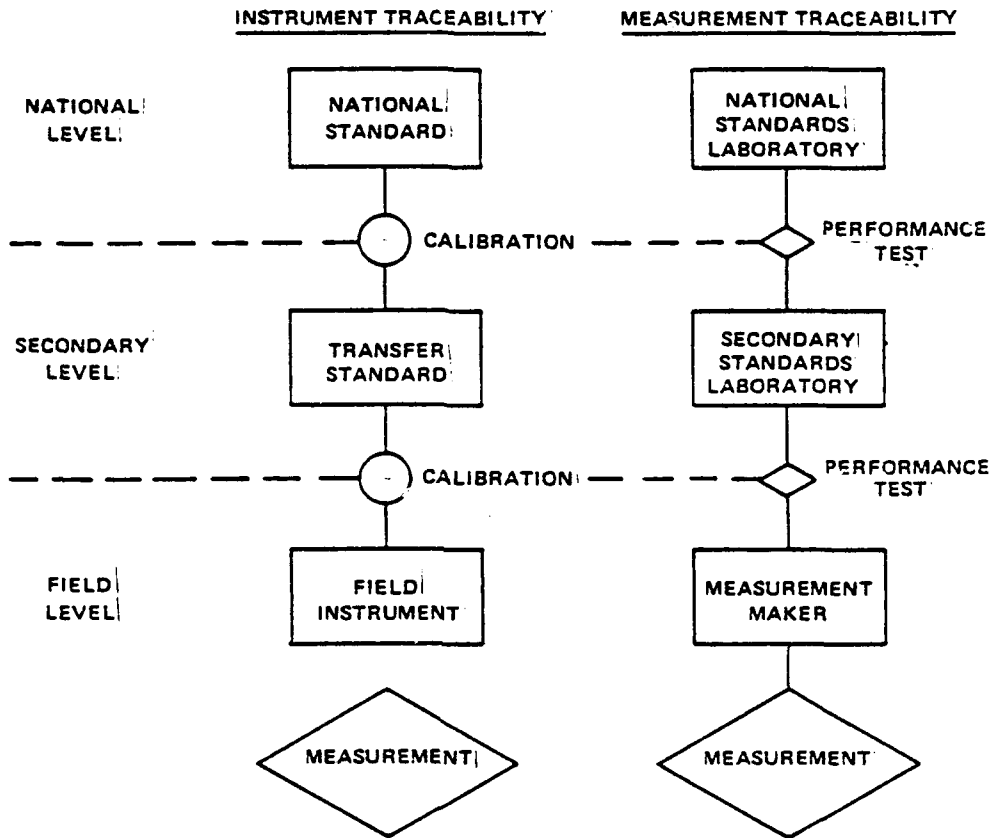 INSTRUMENT TRACEABILITY
MEASUREMENT TRACEABILITY
NATIONAL
LEVEL
NATIONAL
STANDARD
NATIONAL
STANDARDS
LABORATORY
CALIBRATION
PERFORMANCE
TEST
SECONDARY
LEVEL
TRANSFER
STANDARD
SECONDARY
STANDARDS
LABORATORY
CALIBRATION
PERFORMANCE
TEST
FIELD
LEVEL
FIELD
INSTRUMENT
MEASUREMENT
MAKER
MEASUREMENT
MEASUREMENT